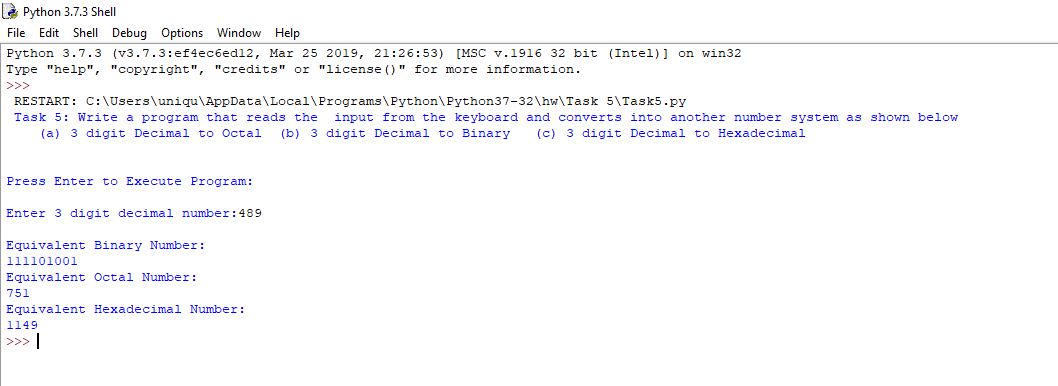 Python 3.7.3 Shell
File Edit Shell Debug Options Window Help
Python 3.7.3 (v3.7.3:ef4ec6ed12, Mar 25 2019, 21:26:53) [MSC v.1916 32 bit (Intel)] on win32
Type "help", "copyright", "credits" or "license()" for more information.
>>>
RESTART: C:\Users\uniqu\AppData\Local\Programs\Python\Python37-32\hw\Task 5\Task5.py
Task 5: Write a program that reads the  input from the keyboard and converts into another number system as shown below
(a) 3 digit Decimal to Octal  (b) 3 digit Decimal to Binary   (c) 3 digit Decimal to Hexadecimal
Press Enter to Execute Program:
Enter 3 digit decimal number:489
Equivalent Binary Number:
111101001
Equivalent Octal Number:
751
Equivalent Hexadecimal Number:
1149
>>>